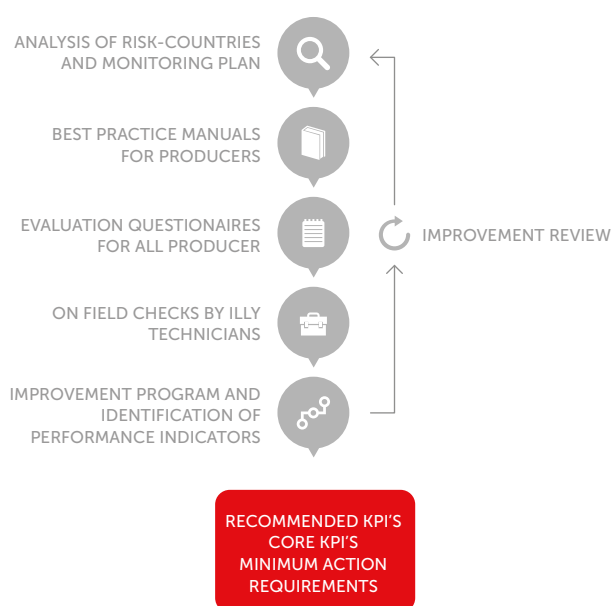 ANALYSIS OF RISK-COUNTRIES
AND MONITORING PLAN
BEST PRACTICE MANUALS
FOR PRODUCERS
EVALUATION QUESTIONAIRES
FOR ALL PRODUCER
IMPROVEMENT REVIEW
ON FIELD CHECKS BY ILLY
TECHNICIANS
IMPROVEMENT PROGRAM AND
IDENTIFICATION OF
PERFORMANCE INDICATORS
RECOMMENDED KPI'S
CORE KPI'S
MINIMUM ACTION
REQUIREMENTS